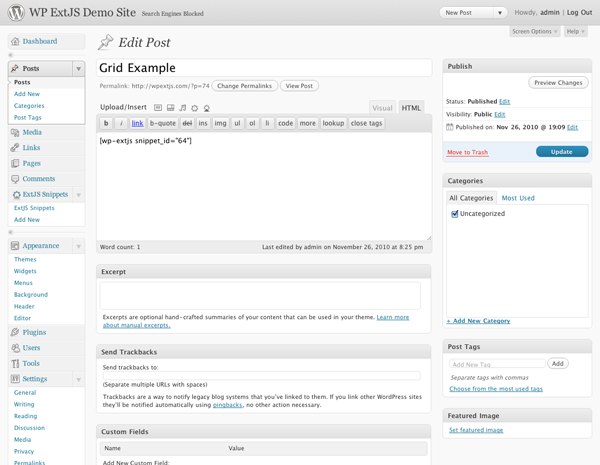 WP ExtJS Demo Site Search Engines Blocked
New Post
Howdy, admin | Log Out
Screen Options
Help
Dashboard
Posts
Posts
Add New
Categories
Post Tags
Media
Links
Pages
Comments
ExtJS Snippets
ExtJS Snippets
Add New
Appearance
Themes
Widgets
Menus
Background
Header
Editor
Plugins
Users
Tools
Settings
General
Writing
Reading
Discussion
Media
Privacy
Permalinks
Edit Post
Grid Example
Permalink: http://wpextjs.com/?p=74 Change Permalinks View Post
Upload/Insert
Visual HTML
b i link b-quote del ins img ul ol li code more lookup close tags
[wp-extjs snippet_id="64"]
Word count: 1
Last edited by admin on November 26, 2010 at 8:25 pm
Excerpt
Excerpts are optional hand-crafted summaries of your content that can be used in your theme. Learn more
about manual excerpts.
Send Trackbacks
Send trackbacks to:
(Separate multiple URLs with spaces)
Trackbacks are a way to notify legacy blog systems that you've linked to them. If you link other WordPress sites
they'll be notified automatically using pingbacks, no other action necessary.
Custom Fields
Name Value
Add New Custom Field:
Publish
Preview Changes
Status: Published Edit
Visibility: Public Edit
Published on: Nov 26, 2010 @ 19:09 Edit
Move to Trash
Update
Categories
All Categories Most Used
Uncategorized
+ Add New Category
Post Tags
Add New Tag Add
Separate tags with commas
Choose from the most used tags
Featured Image
Set featured image